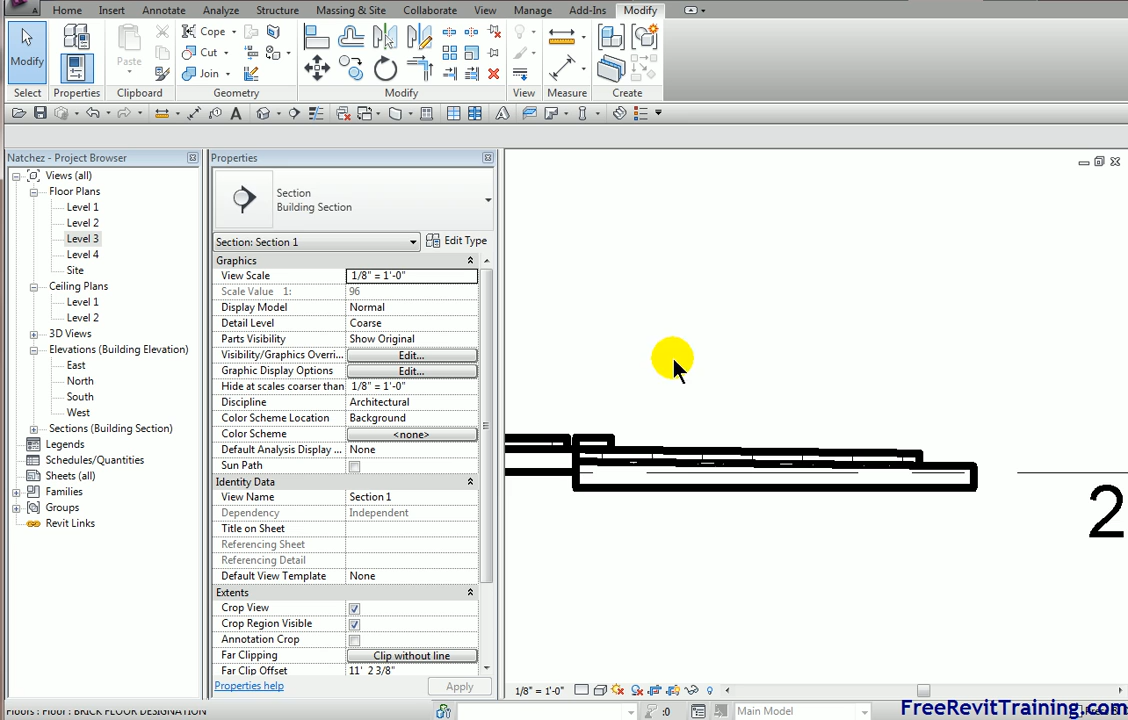 Home Insert Annotate Analyze Structure Massing & Site Collaborate View Manage Add-Ins Modify
Modify
Select
Properties
Paste
Clipboard
Cope
Cut
Join
Geometry
Modify
View
Measure
Create
A
Natchez - Project Browser
Views (all)
Floor Plans
Level 1
Level 2
Level 3
Level 4
Site
Ceiling Plans
Level 1
Level 2
3D Views
Elevations (Building Elevation)
East
North
South
West
Sections (Building Section)
Legends
Schedules/Quantities
Sheets (all)
Families
Groups
Revit Links
Properties
Section
Building Section
Section: Section 1 Edit Type
Graphics
View Scale 1/8" = 1'-0"
Scale Value 1: 96
Display Model Normal
Detail Level Coarse
Parts Visibility Show Original
Visibility/Graphics Overri... Edit...
Graphic Display Options Edit...
Hide at scales coarser than 1/8" = 1'-0"
Discipline Architectural
Color Scheme Location Background
Color Scheme <none>
Default Analysis Display ... None
Sun Path
Identity Data
View Name Section 1
Dependency Independent
Title on Sheet
Referencing Sheet
Referencing Detail
Default View Template None
Extents
Crop View
Crop Region Visible
Annotation Crop
Far Clipping Clip without line
Far Clip Offset 11' 2 3/8"
Properties help Apply
2
1/8" = 1'-0"
Floors : Floor : BRICK FLOOR DESIGNATION
:0
Main Model
FreeRevitTraining.com